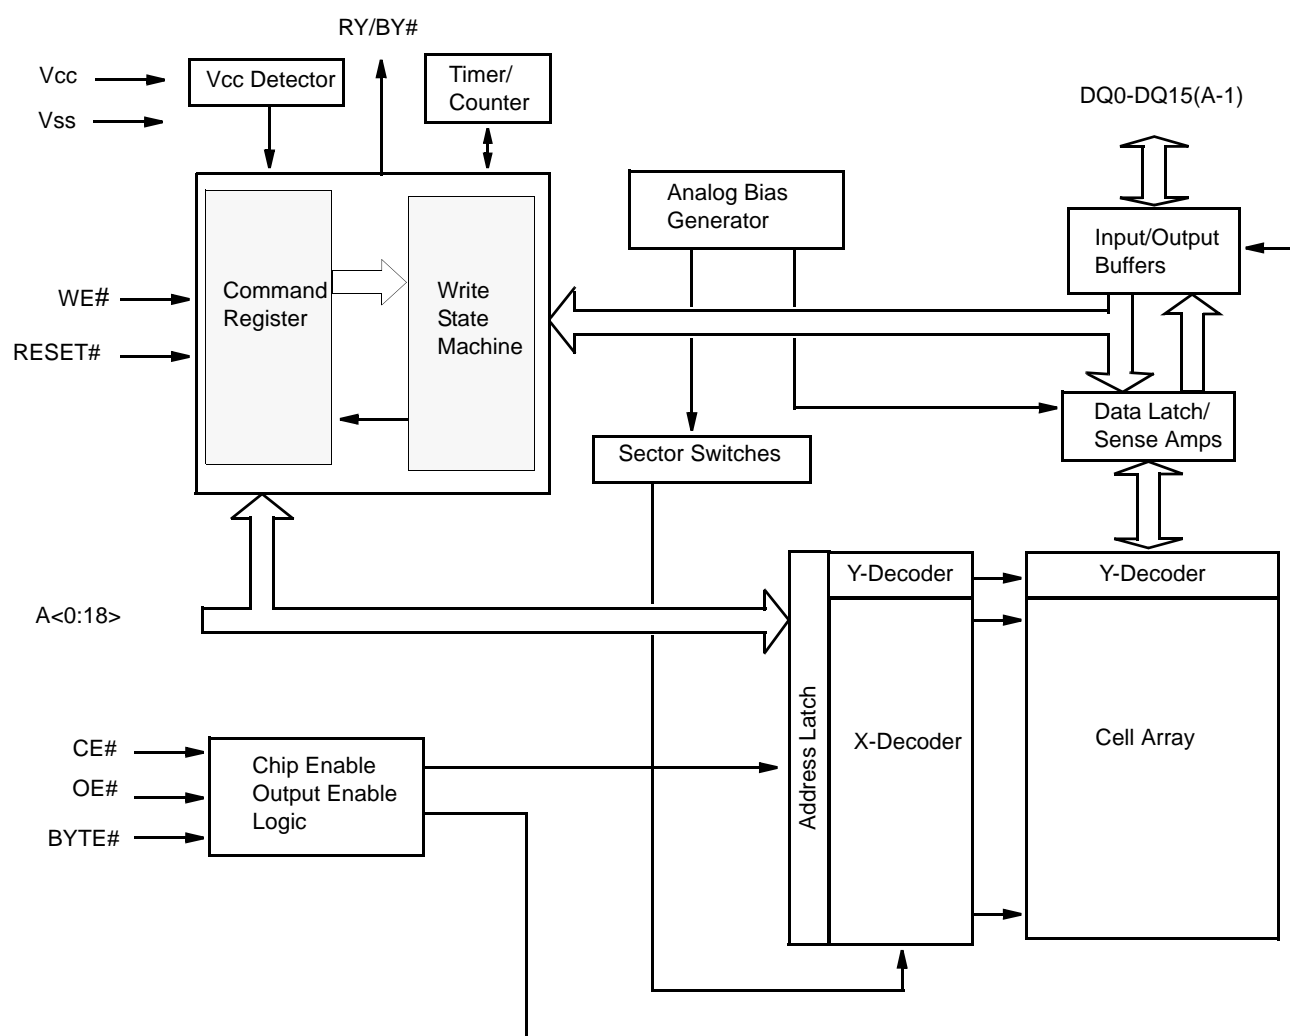 RY/BY#
Vcc
Vcc Detector
Timer/
Counter
Vss
DQ0-DQ15(A-1)
Analog Bias
Generator
Input/Output
Buffers
WE#
Command
Register
Write
State
Machine
RESET#
Data Latch/
Sense Amps
Sector Switches
Y-Decoder
Y-Decoder
A<0:18>
Address Latch
X-Decoder
Cell Array
CE#
OE#
BYTE#
Chip Enable
Output Enable
Logic